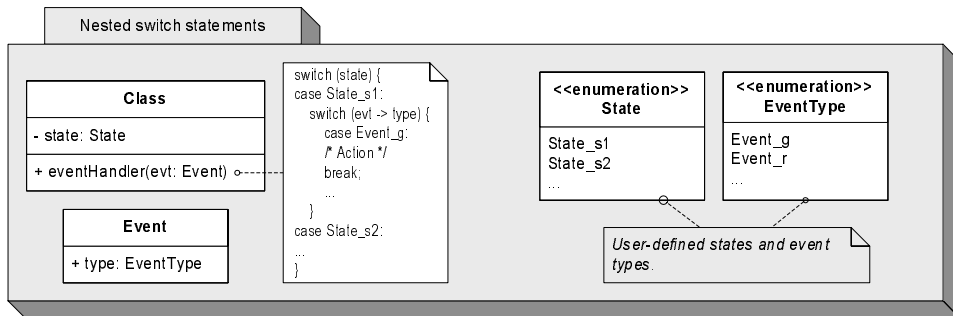 Nested switch statements
Class
- state: State
+ eventHandler(evt: Event)
Event
+ type: EventType
switch (state) {
case State_s1:
switch (evt -> type) {
case Event_g:
/* Action */
break;
...
}
case State_s2:
...
}
<<enumeration>>
State
State_s1
State_s2
...
<<enumeration>>
EventType
Event_g
Event_r
...
User-defined states and event
types.